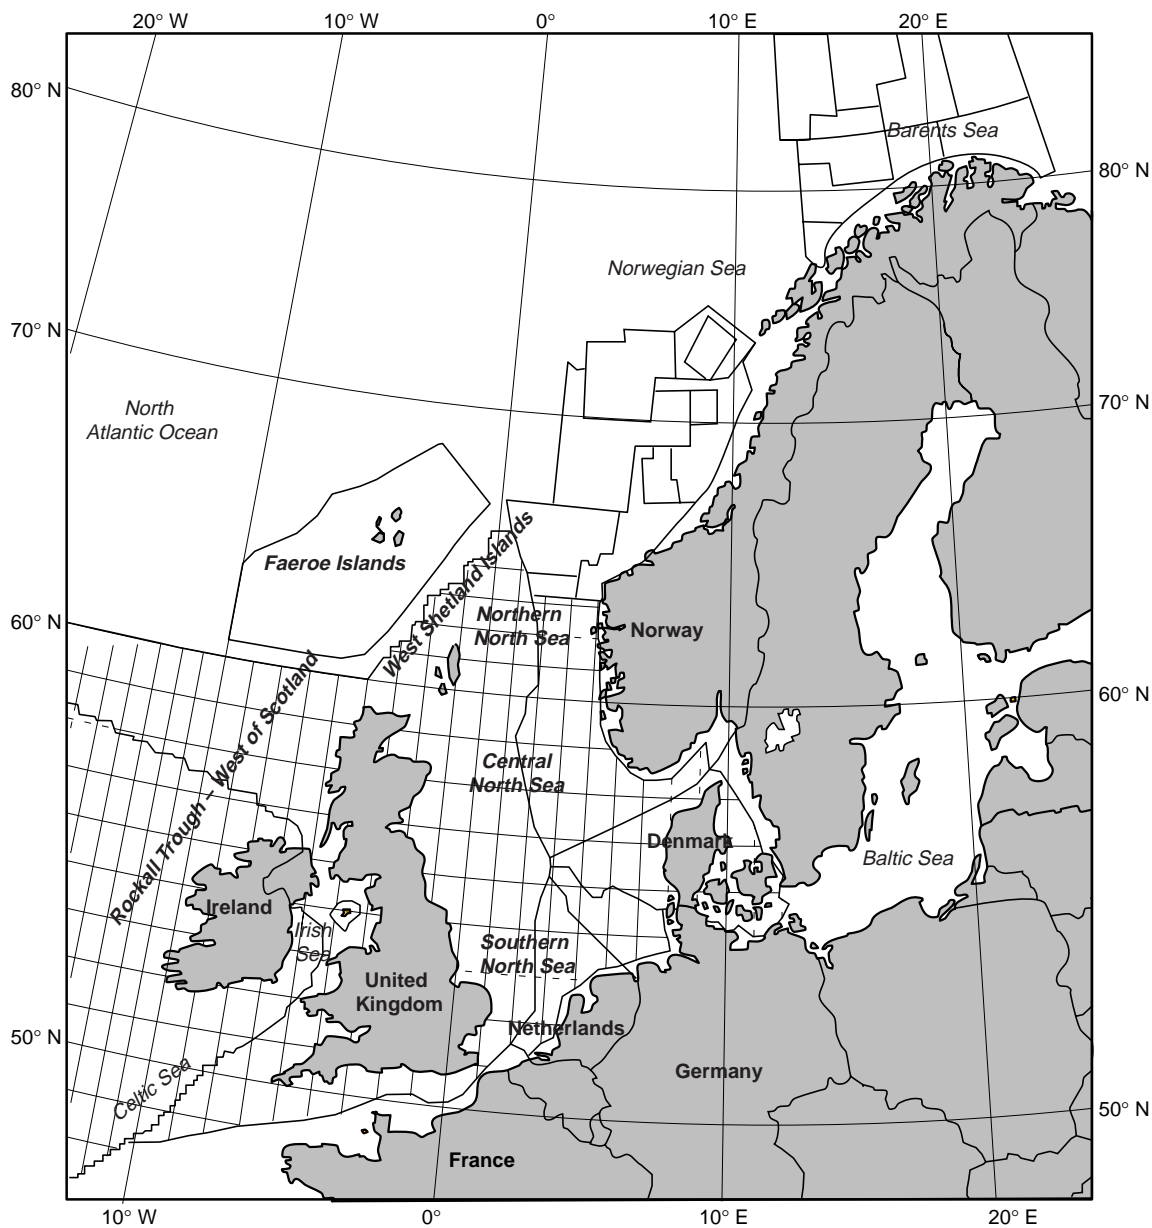 20° W
10° W
0°
10° E
20° E
80° N
Barents Sea
80° N
Norwegian Sea
70° N
North
Atlantic Ocean
70° N
Faeroe Islands
West Shetland Islands
Northern
North Sea
Norway
60° N
60° N
Rockall Trough – West of Scotland
Central
North Sea
Denmark
Baltic Sea
Ireland
Irish
Sea
Southern
North Sea
United
Kingdom
Netherlands
50° N
Celtic Sea
Germany
50° N
France
10° W
0°
10° E
20° E